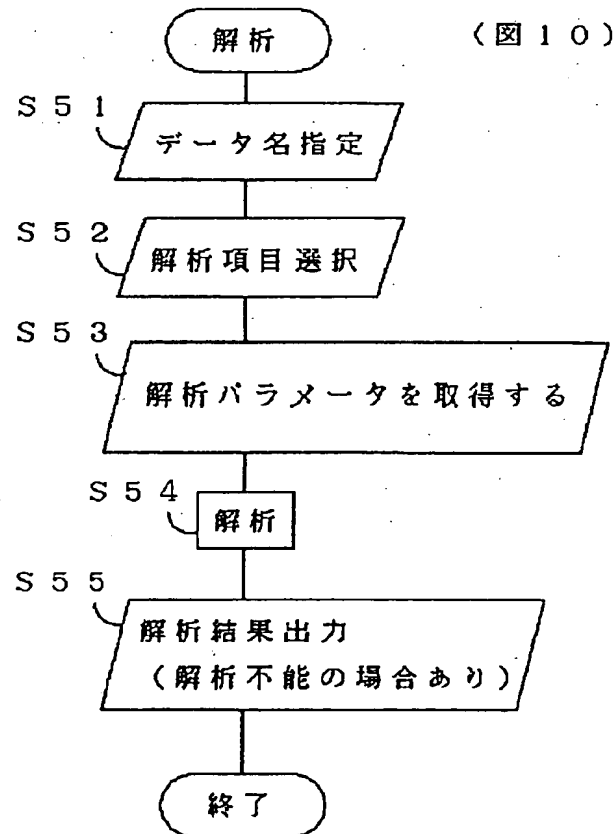 解析
（図１０）
Ｓ５１
データ名指定
Ｓ５２
解析項目選択
Ｓ５３
解析パラメータを取得する
Ｓ５４
解析
Ｓ５５
解析結果出力
（解析不能の場合あり）
終了